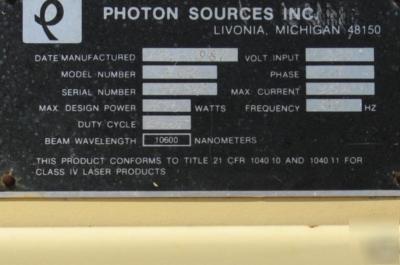 PHOTON SOURCES INC.
LIVONIA, MICHIGAN 48150
DATE MANUFACTURED VOLT INPUT
MODEL NUMBER PHASE
SERIAL NUMBER MAX CURRENT
MAX DESIGN POWER WATTS FREQUENCY HZ
DUTY CYCLE
BEAM WAVELENGTH 10600 NANOMETERS
THIS PRODUCT CONFORMS TO TITLE 21 CFR 1040 10 AND 1040 11 FOR
CLASS IV LASER PRODUCTS